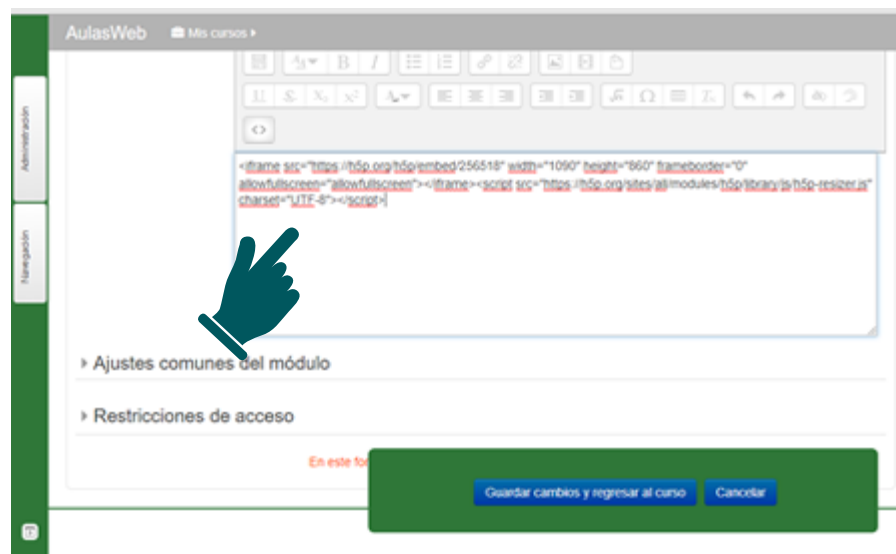 AulasWeb Mis cursos
<iframe src="https://h5p.org/h5p/embed/256518" width="1090" height="860" frameborder="0"
allowfullscreen="allowfullscreen"></iframe><script src="https://h5p.org/sites/all/modules/h5p/library/js/h5p-resizer.js"
charset="UTF-8"></script>
Administración
Navegación
Ajustes comunes del módulo
Restricciones de acceso
En este for
Guardar cambios y regresar al curso Cancelar